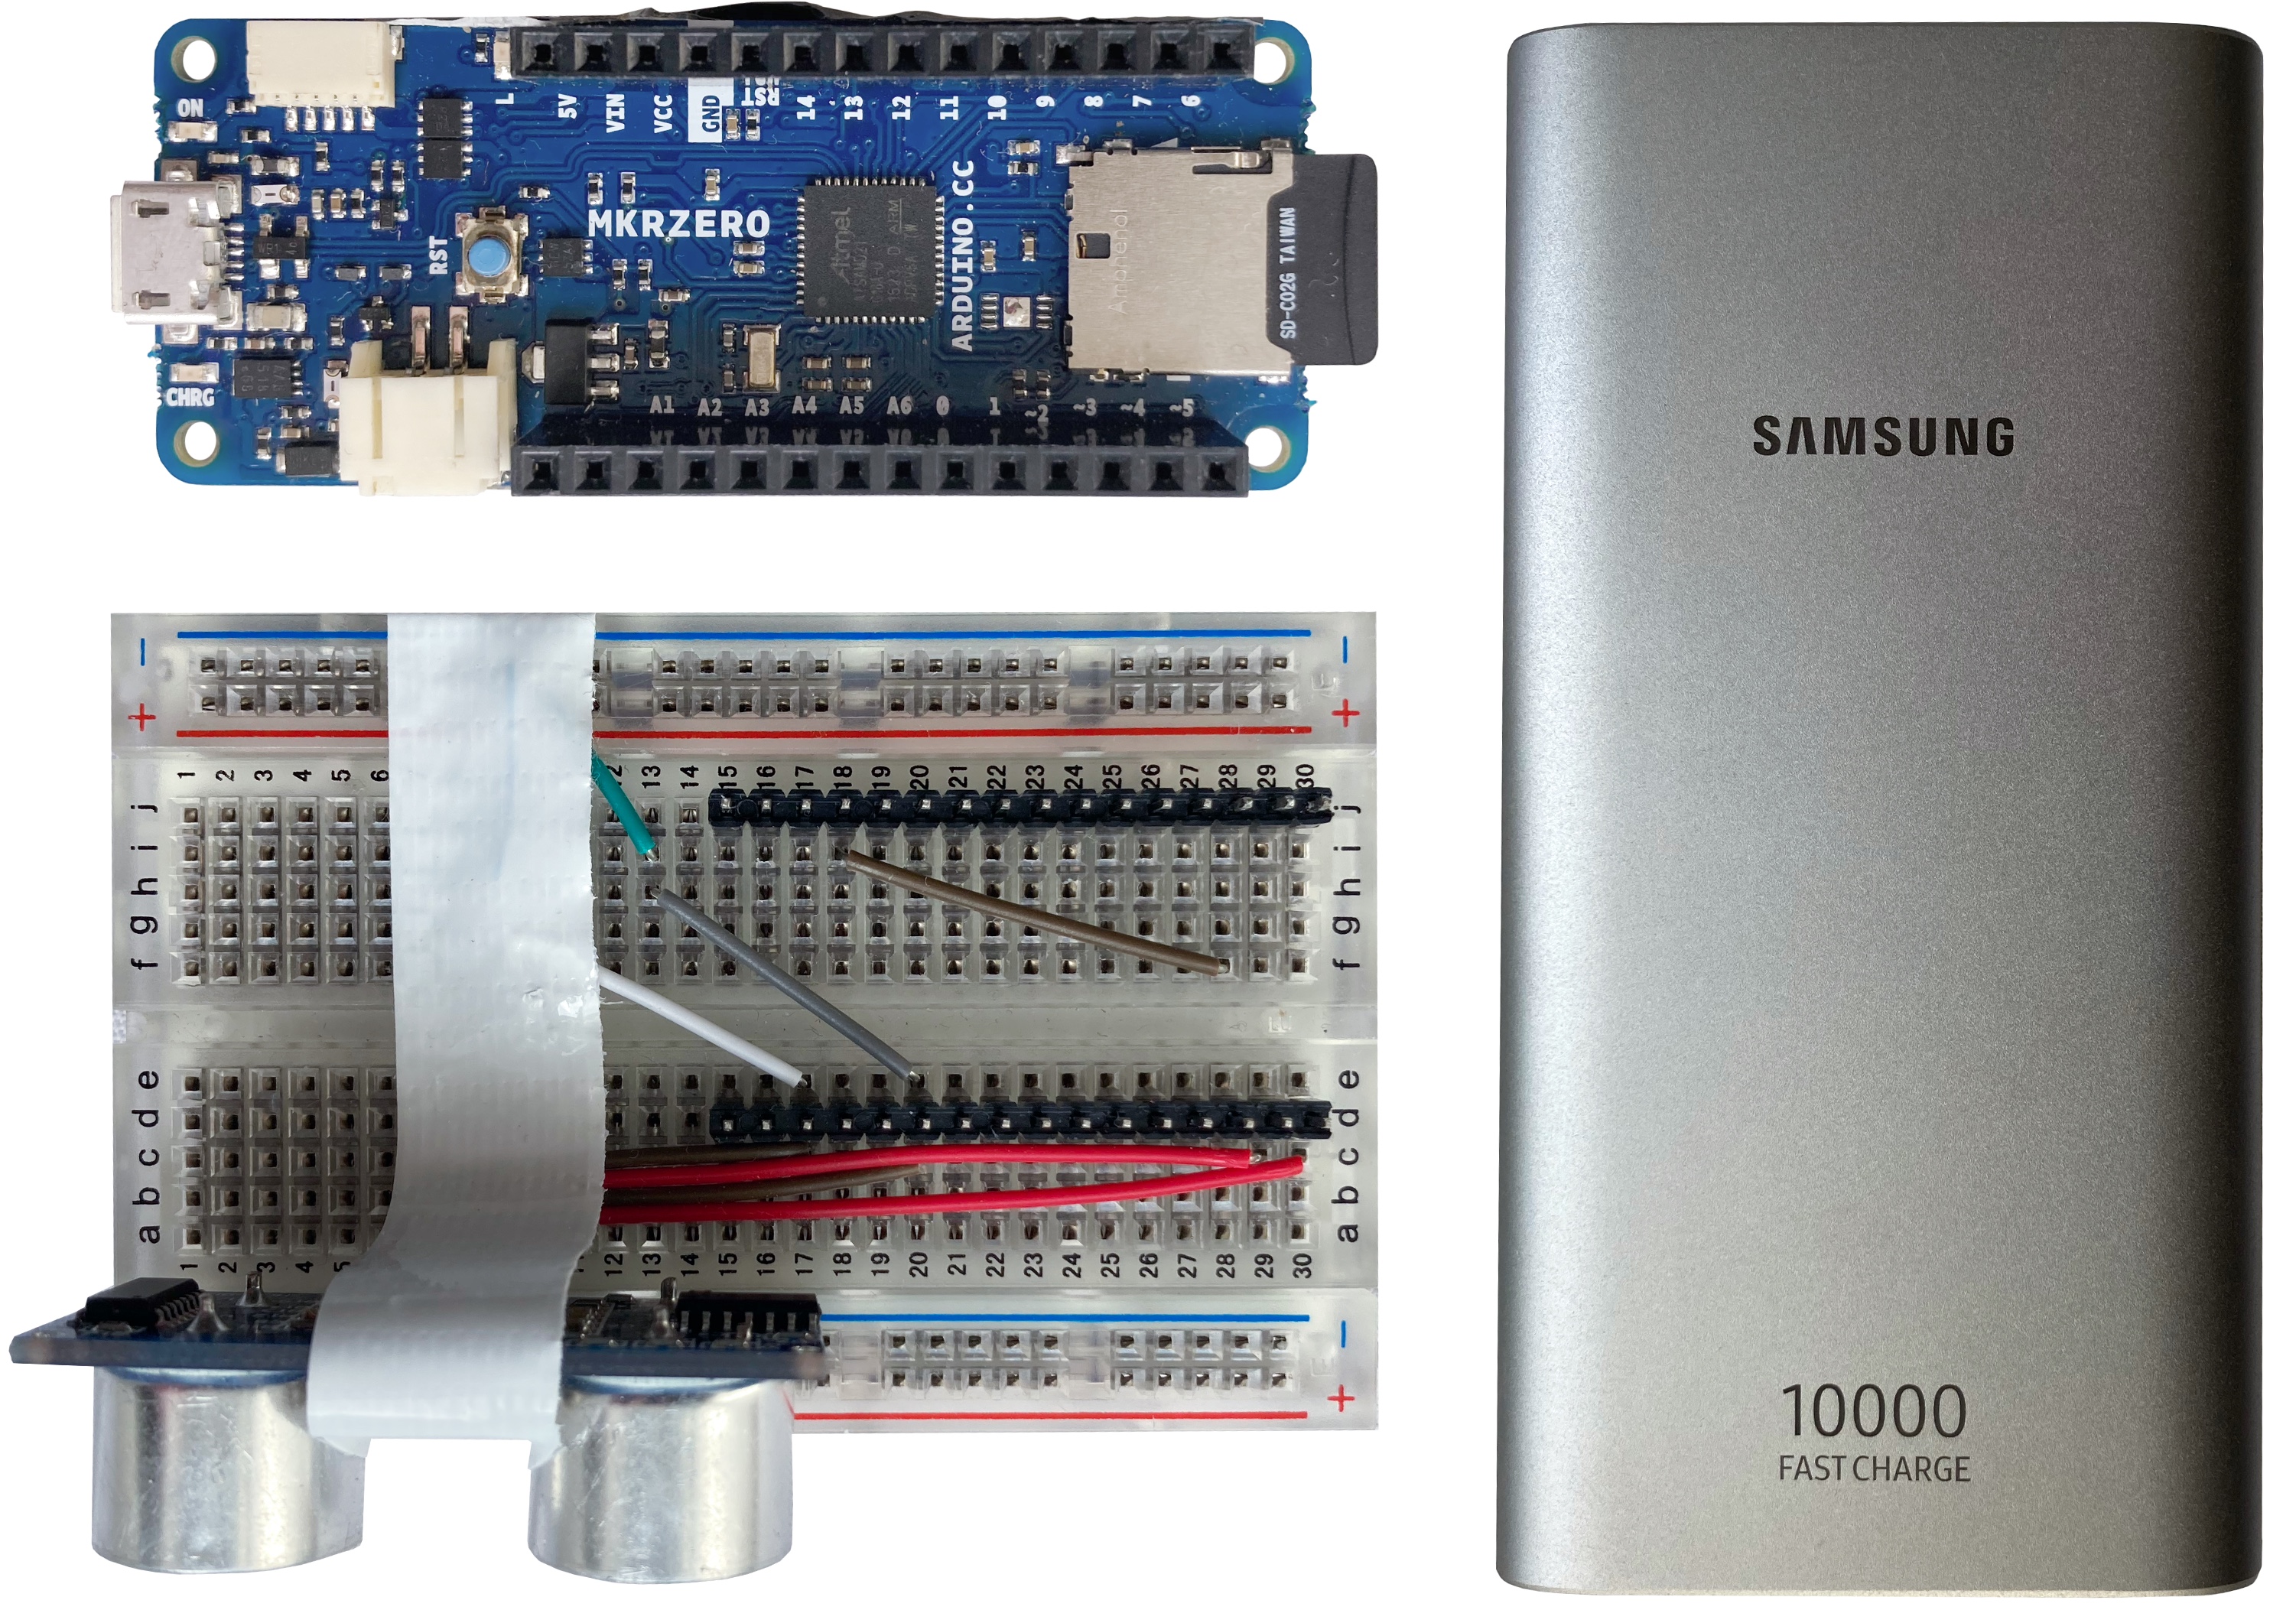 ON
L
5V
VIN
VCC
GND
RST
14
13
12
11
10
9
8
7
6
MKRZERO
RST
Atmel
ARM
ARDUINO.CC
Amphenol
SD-C02G TAIWAN
CHRG
A1 A2 A3 A4 A5 A6 0 1 ~2 ~3 ~4 ~5
SAMSUNG
10000
FAST CHARGE
- -
+ +
1 2 3 4 5 6 12 13 14 15 16 17 18 19 20 21 22 23 24 25 26 27 28 29 30
j j
i i
h h
g g
f f
e e
d d
c c
b b
a a
1 2 3 4 5 12 13 14 15 16 17 18 19 20 21 22 23 24 25 26 27 28 29 30
-
+